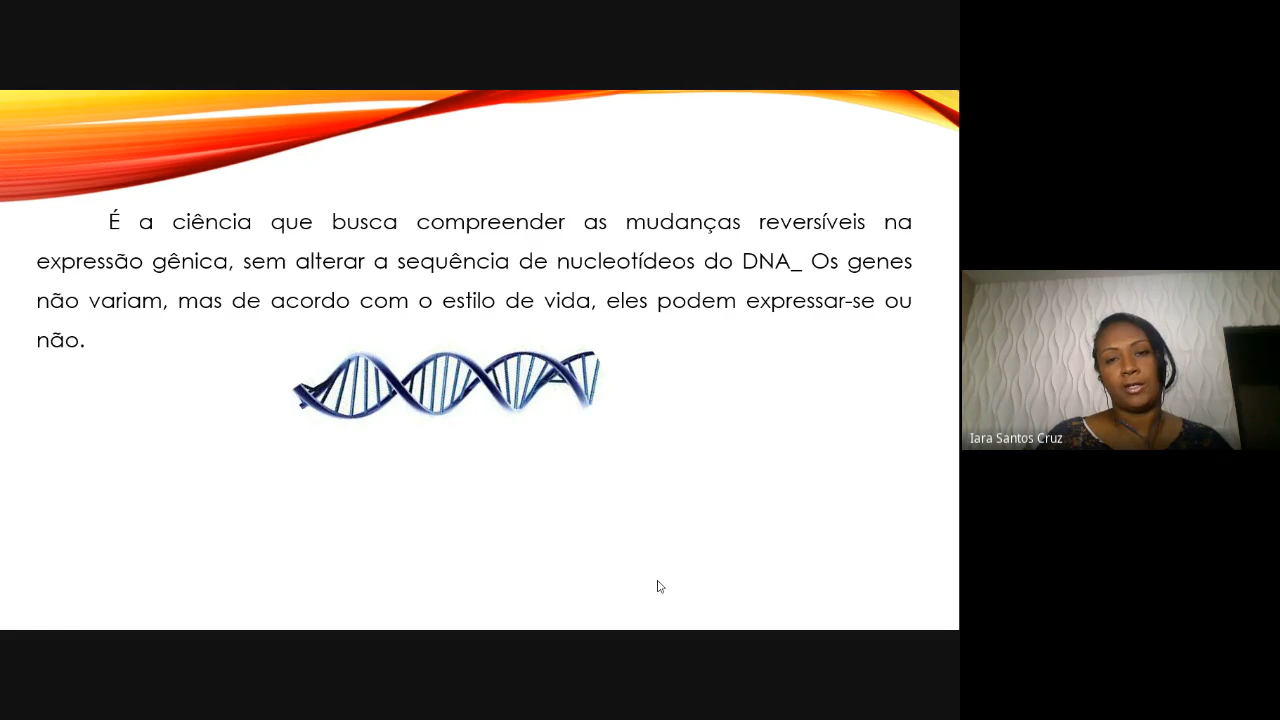 É a ciência que busca compreender as mudanças reversíveis na
expressão gênica, sem alterar a sequência de nucleotídeos do DNA_ Os genes
não variam, mas de acordo com o estilo de vida, eles podem expressar-se ou
não.
Iara Santos Cruz